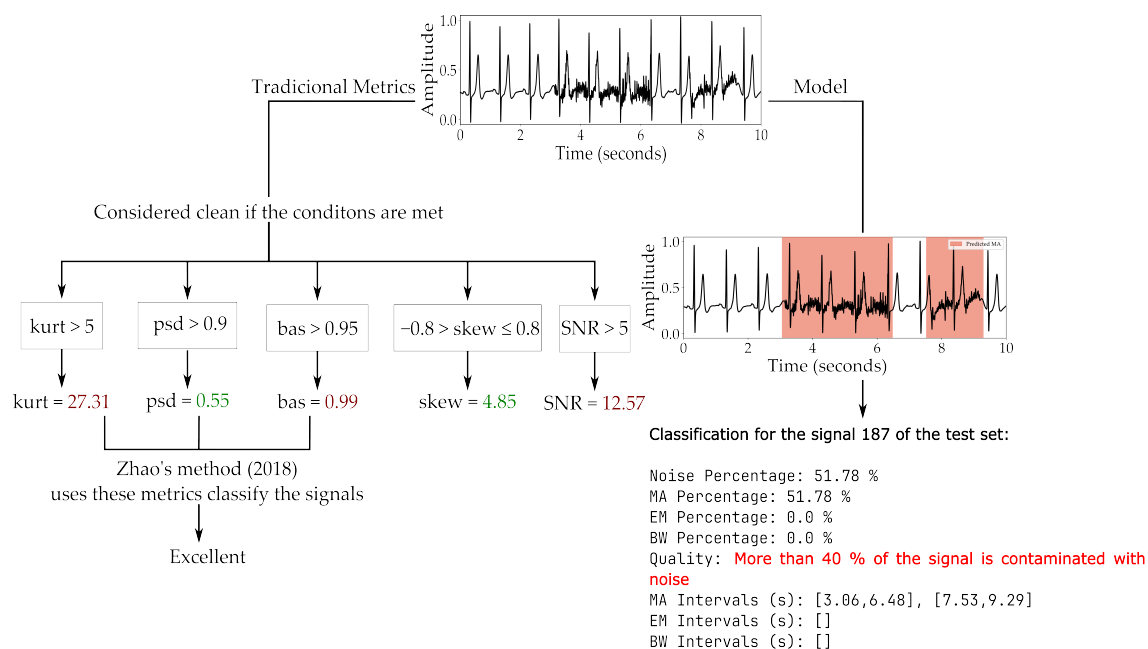 Tradicional Metrics
Amplitude
1.0
0.5
0.0
0 2 4 6 8 10
Time (seconds)
Model
Considered clean if the conditons are met
kurt > 5
psd > 0.9
bas > 0.95
−0.8 > skew ≤ 0.8
SNR > 5
kurt = 27.31
psd = 0.55
bas = 0.99
skew = 4.85
SNR = 12.57
Zhao's method (2018)
uses these metrics classify the signals
Excellent
Amplitude
1.0
0.5
0.0
Predicted MA
0 2 4 6 8 10
Time (seconds)
Classification for the signal 187 of the test set:
Noise Percentage: 51.78 %
MA Percentage: 51.78 %
EM Percentage: 0.0 %
BW Percentage: 0.0 %
Quality: More than 40 % of the signal is contaminated with
noise
MA Intervals (s): [3.06,6.48], [7.53,9.29]
EM Intervals (s): []
BW Intervals (s): []